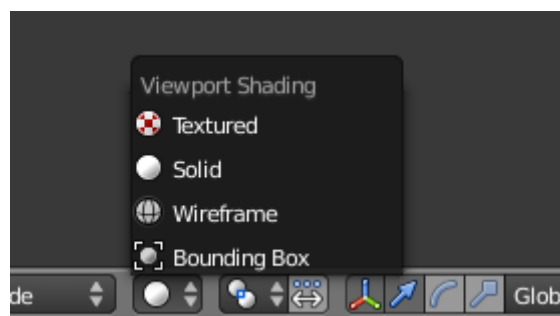 Viewport Shading
Textured
Solid
Wireframe
Bounding Box
de
Glob